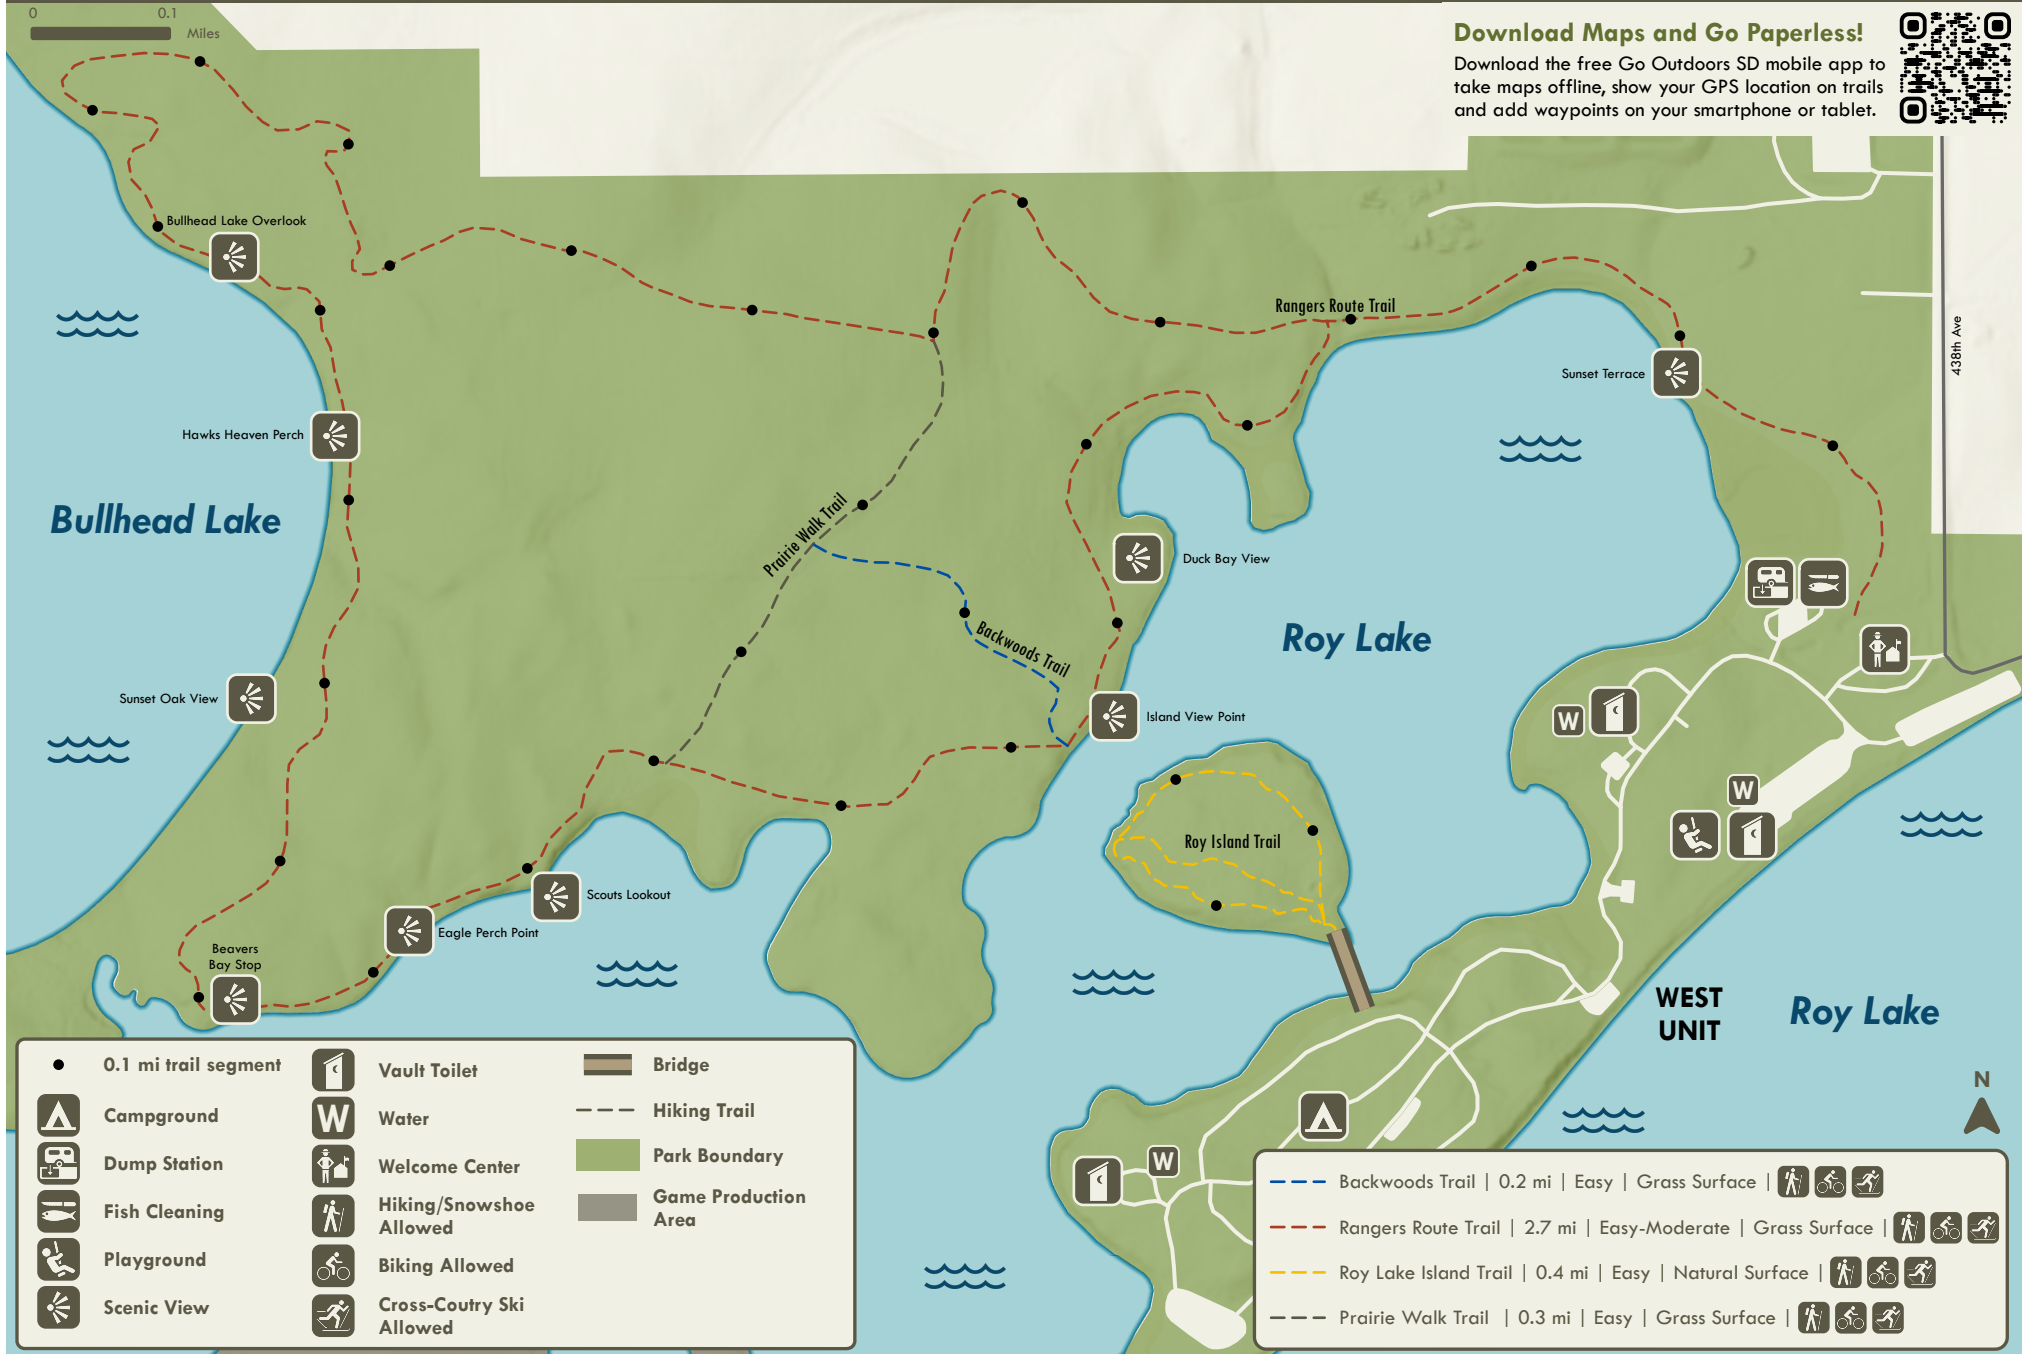 0 0.1
Miles
Download Maps and Go Paperless!
Download the free Go Outdoors SD mobile app to
take maps offline, show your GPS location on trails
and add waypoints on your smartphone or tablet.
Bullhead Lake Overlook
Rangers Route Trail
438th Ave
Sunset Terrace
Hawks Heaven Perch
Bullhead Lake
Prairie Walk Trail
Duck Bay View
Backwoods Trail
Roy Lake
Sunset Oak View
Island View Point
W
W
Roy Island Trail
Scouts Lookout
Eagle Perch Point
Beavers
Bay Stop
WEST
UNIT
Roy Lake
N
W
0.1 mi trail segment
Campground
Dump Station
Fish Cleaning
Playground
Scenic View
Vault Toilet
W Water
Welcome Center
Hiking/Snowshoe
Allowed
Biking Allowed
Cross-Coutry Ski
Allowed
Bridge
Hiking Trail
Park Boundary
Game Production
Area
Backwoods Trail | 0.2 mi | Easy | Grass Surface |
Rangers Route Trail | 2.7 mi | Easy-Moderate | Grass Surface |
Roy Lake Island Trail | 0.4 mi | Easy | Natural Surface |
Prairie Walk Trail | 0.3 mi | Easy | Grass Surface |